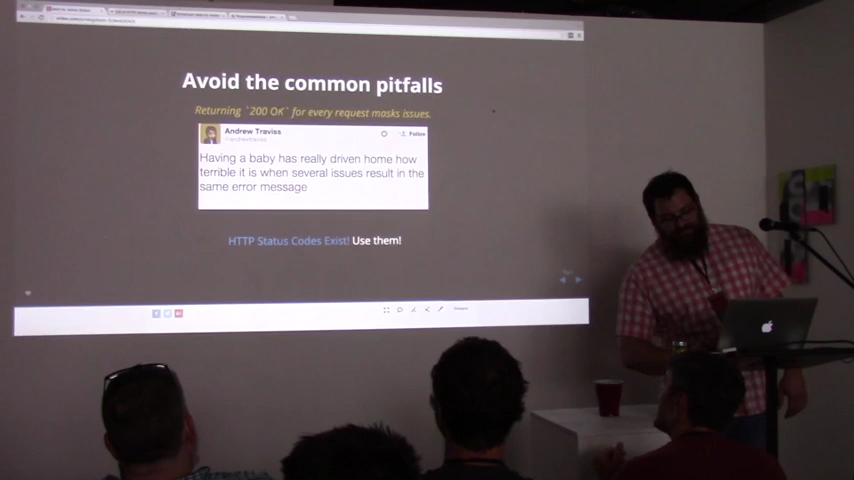 Avoid the common pitfalls
Returning `200 OK` for every request masks issues.
Andrew Traviss
Follow
Having a baby has really driven home how
terrible it is when several issues result in the
same error message
HTTP Status Codes Exist! Use them!